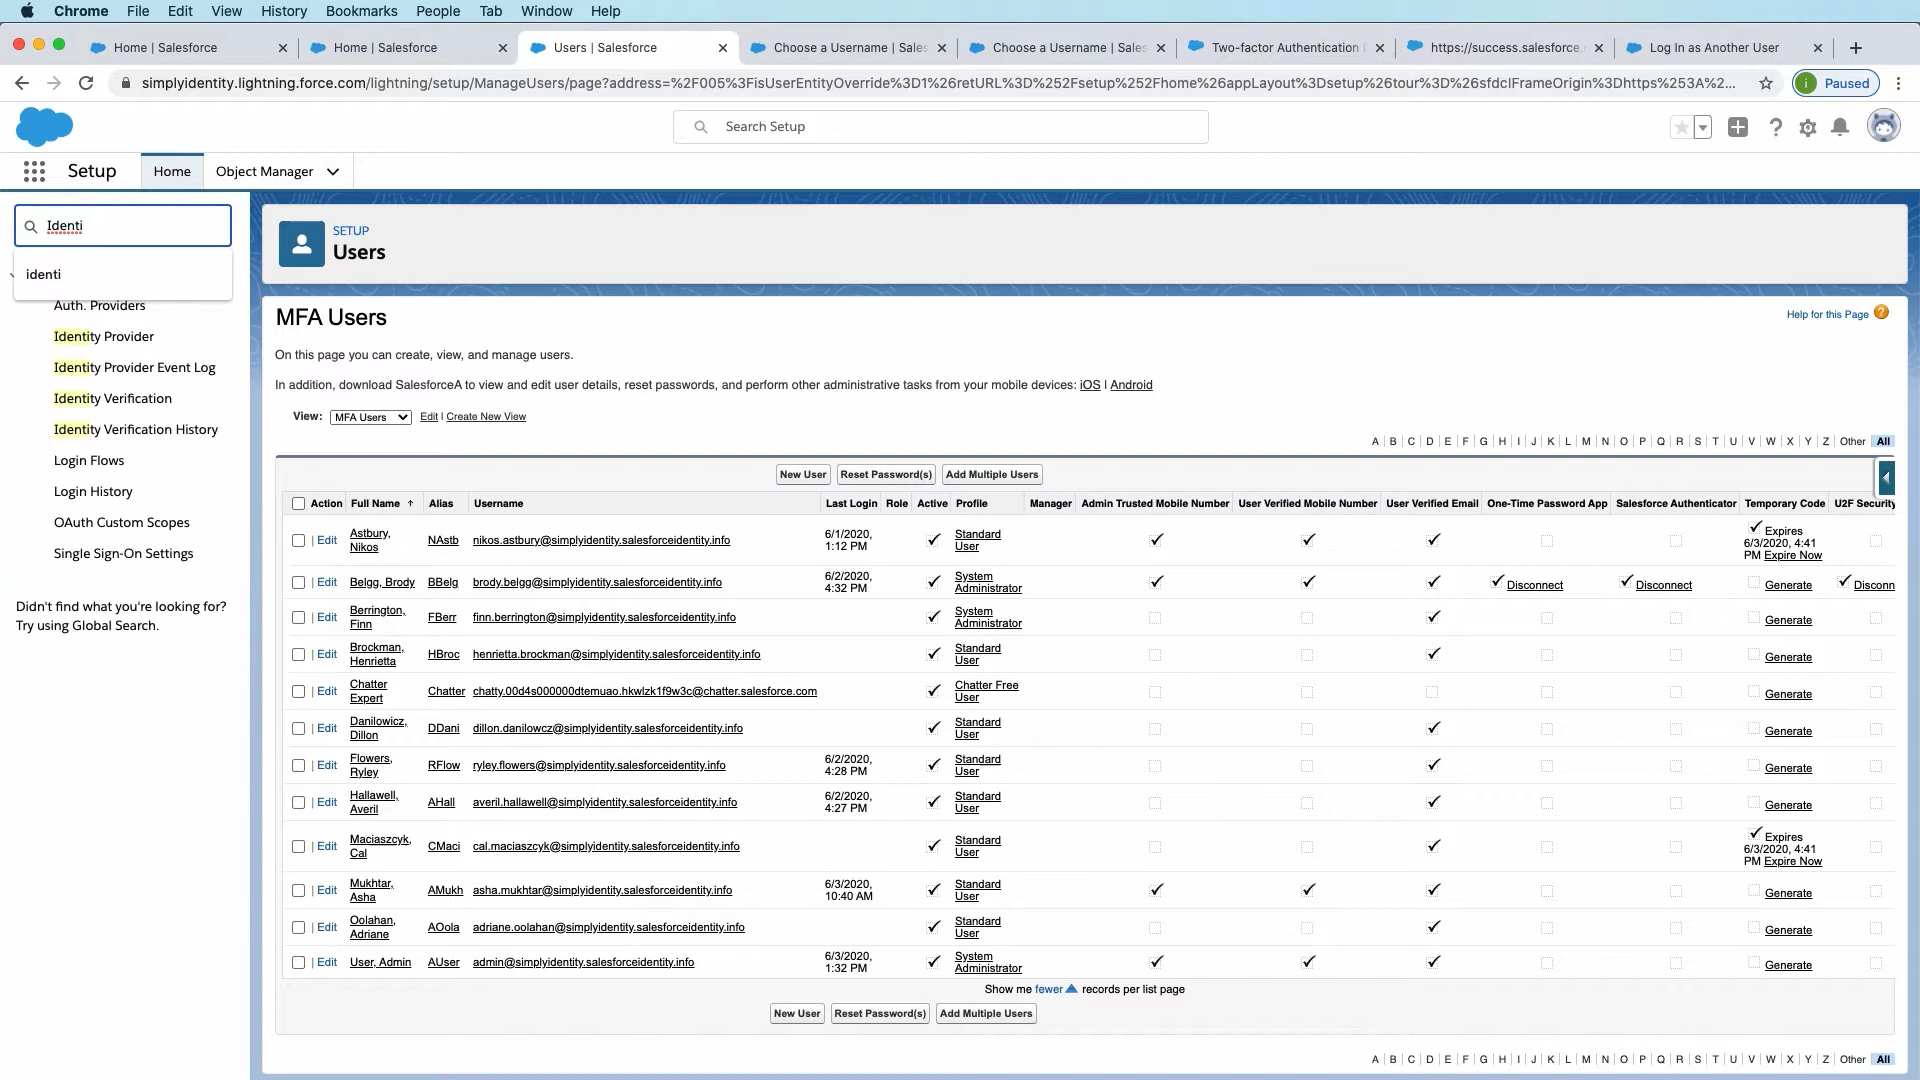 Chrome File Edit View History Bookmarks People Tab Window Help
Home | Salesforce Home | Salesforce Users | Salesforce Choose a Username | Sales Choose a Username | Sales Two-factor Authentication https://success.salesforce. Log In as Another User
simplyidentity.lightning.force.com/lightning/setup/ManageUsers/page?address=%2F005%3FisUserEntityOverride%3D1%26retURL%3D%252Fsetup%252Fhome%26appLayout%3Dsetup%26tour%3D%26sfdcIFrameOrigin%3Dhttps%253A%2... i Paused
Search Setup
Setup Home Object Manager
Identi
identi
Auth. Providers
Identity Provider
Identity Provider Event Log
Identity Verification
Identity Verification History
Login Flows
Login History
OAuth Custom Scopes
Single Sign-On Settings
Didn't find what you're looking for?
Try using Global Search.
SETUP
Users
MFA Users
Help for this Page ?
On this page you can create, view, and manage users.
In addition, download SalesforceA to view and edit user details, reset passwords, and perform other administrative tasks from your mobile devices: iOS | Android
View: MFA Users Edit | Create New View
A | B | C | D | E | F | G | H | I | J | K | L | M | N | O | P | Q | R | S | T | U | V | W | X | Y | Z | Other | All
New User Reset Password(s) Add Multiple Users
Action Full Name ↑ Alias Username Last Login Role Active Profile Manager Admin Trusted Mobile Number User Verified Mobile Number User Verified Email One-Time Password App Salesforce Authenticator Temporary Code U2F Security
| Edit Astbury, Nikos NAstb nikos.astbury@simplyidentity.salesforceidentity.info 6/1/2020, 1:12 PM Standard User Expires 6/3/2020, 4:41 PM Expire Now
| Edit Belgg, Brody BBelg brody.belgg@simplyidentity.salesforceidentity.info 6/2/2020, 4:32 PM System Administrator Disconnect Disconnect Generate Disconn
| Edit Berrington, Finn FBerr finn.berrington@simplyidentity.salesforceidentity.info System Administrator Generate
| Edit Brockman, Henrietta HBroc henrietta.brockman@simplyidentity.salesforceidentity.info Standard User Generate
| Edit Chatter Expert Chatter chatty.00d4s000000dtemuao.hkwlzk1f9w3c@chatter.salesforce.com Chatter Free User Generate
| Edit Danilowicz, Dillon DDani dillon.danilowcz@simplyidentity.salesforceidentity.info Standard User Generate
| Edit Flowers, Ryley RFlow ryley.flowers@simplyidentity.salesforceidentity.info 6/2/2020, 4:28 PM Standard User Generate
| Edit Hallawell, Averil AHall averil.hallawell@simplyidentity.salesforceidentity.info 6/2/2020, 4:27 PM Standard User Generate
| Edit Maciaszcyk, Cal CMaci cal.maciaszcyk@simplyidentity.salesforceidentity.info Standard User Expires 6/3/2020, 4:41 PM Expire Now
| Edit Mukhtar, Asha AMukh asha.mukhtar@simplyidentity.salesforceidentity.info 6/3/2020, 10:40 AM Standard User Generate
| Edit Oolahan, Adriane AOola adriane.oolahan@simplyidentity.salesforceidentity.info Standard User Generate
| Edit User, Admin AUser admin@simplyidentity.salesforceidentity.info 6/3/2020, 1:32 PM System Administrator Generate
Show me fewer records per list page
New User Reset Password(s) Add Multiple Users
A | B | C | D | E | F | G | H | I | J | K | L | M | N | O | P | Q | R | S | T | U | V | W | X | Y | Z | Other | All